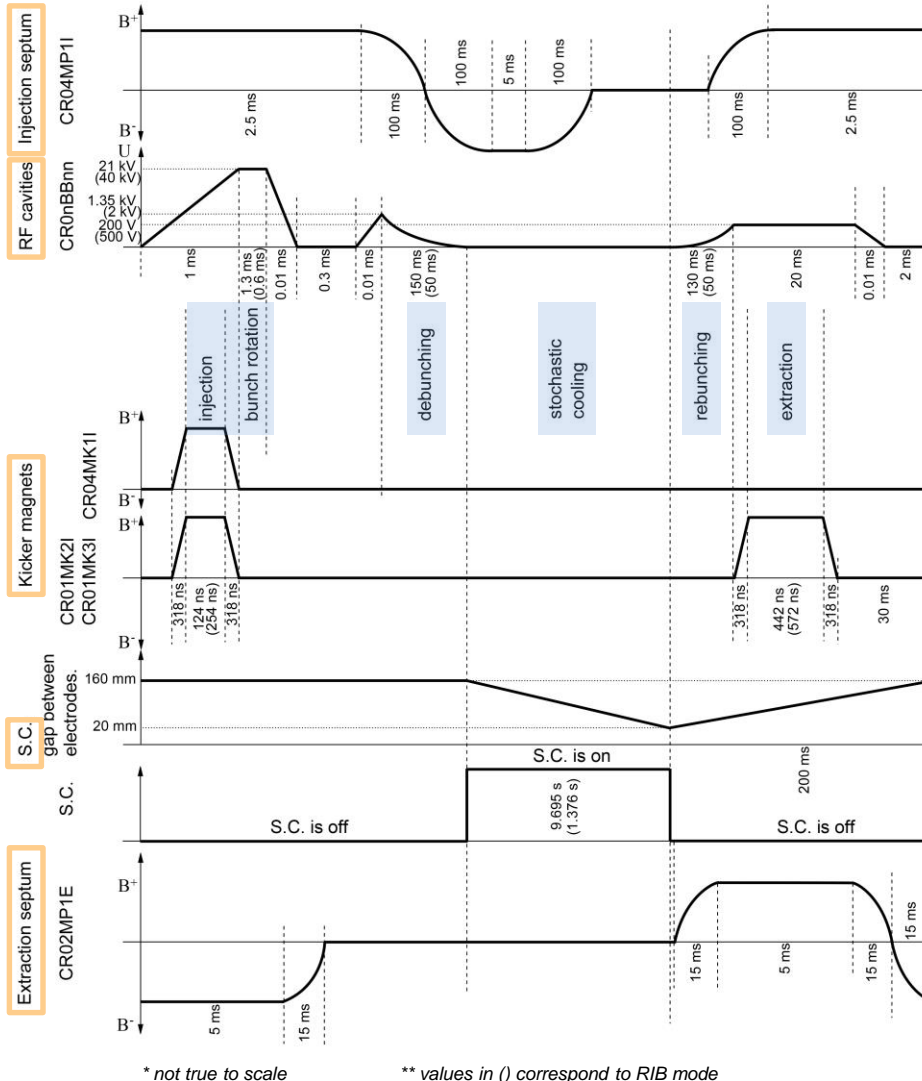 Injection septum
CR04MP1I
B+
B-
2.5 ms
100 ms
100 ms
5 ms
100 ms
100 ms
2.5 ms
RF cavities
CR0nBBnn
U
21 kV
(40 kV)
1.35 kV
(2 kV)
200 V
(500 V)
1 ms
1.3 ms
(0.6 ms)
0.01 ms
0.3 ms
0.01 ms
150 ms
(50 ms)
130 ms
(50 ms)
20 ms
0.01 ms
2 ms
injection
bunch rotation
debunching
stochastic
cooling
rebunching
extraction
Kicker magnets
CR04MK1I
B+
B-
CR01MK2I
CR01MK3I
B+
B-
318 ns
124 ns
(254 ns)
318 ns
318 ns
442 ns
(572 ns)
318 ns
30 ms
S.C.
gap between
electrodes.
160 mm
20 mm
200 ms
S.C.
S.C. is on
S.C. is off
9.695 s
(1.376 s)
S.C. is off
Extraction septum
CR02MP1E
B+
B-
5 ms
15 ms
15 ms
5 ms
15 ms
15 ms
* not true to scale
** values in () correspond to RIB mode